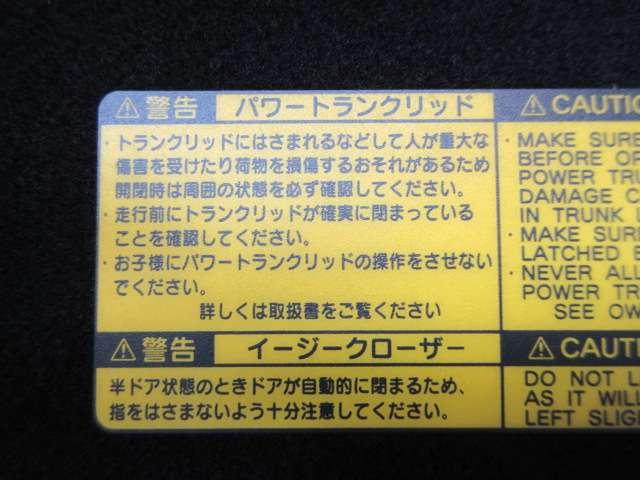 ⚠警告 パワートランクリッド
・トランクリッドにはさまれるなどして人が重大な
傷害を受けたり荷物を損傷するおそれがあるため
開閉時は周囲の状態を必ず確認してください。
・走行前にトランクリッドが確実に閉まっている
ことを確認してください。
・お子様にパワートランクリッドの操作をさせない
でください。
詳しくは取扱書をご覧ください
⚠警告 イージークローザー
半ドア状態のときドアが自動的に閉まるため、
指をはさまないよう十分注意してください。
⚠CAUTI
・MAKE SURE
BEFORE OP
POWER TRU
DAMAGE C
IN TRUNK
・MAKE SURE
LATCHED B
・NEVER ALL
POWER TR
SEE OW
⚠CAUT
DO NOT L
AS IT WILL
LEFT SLIG